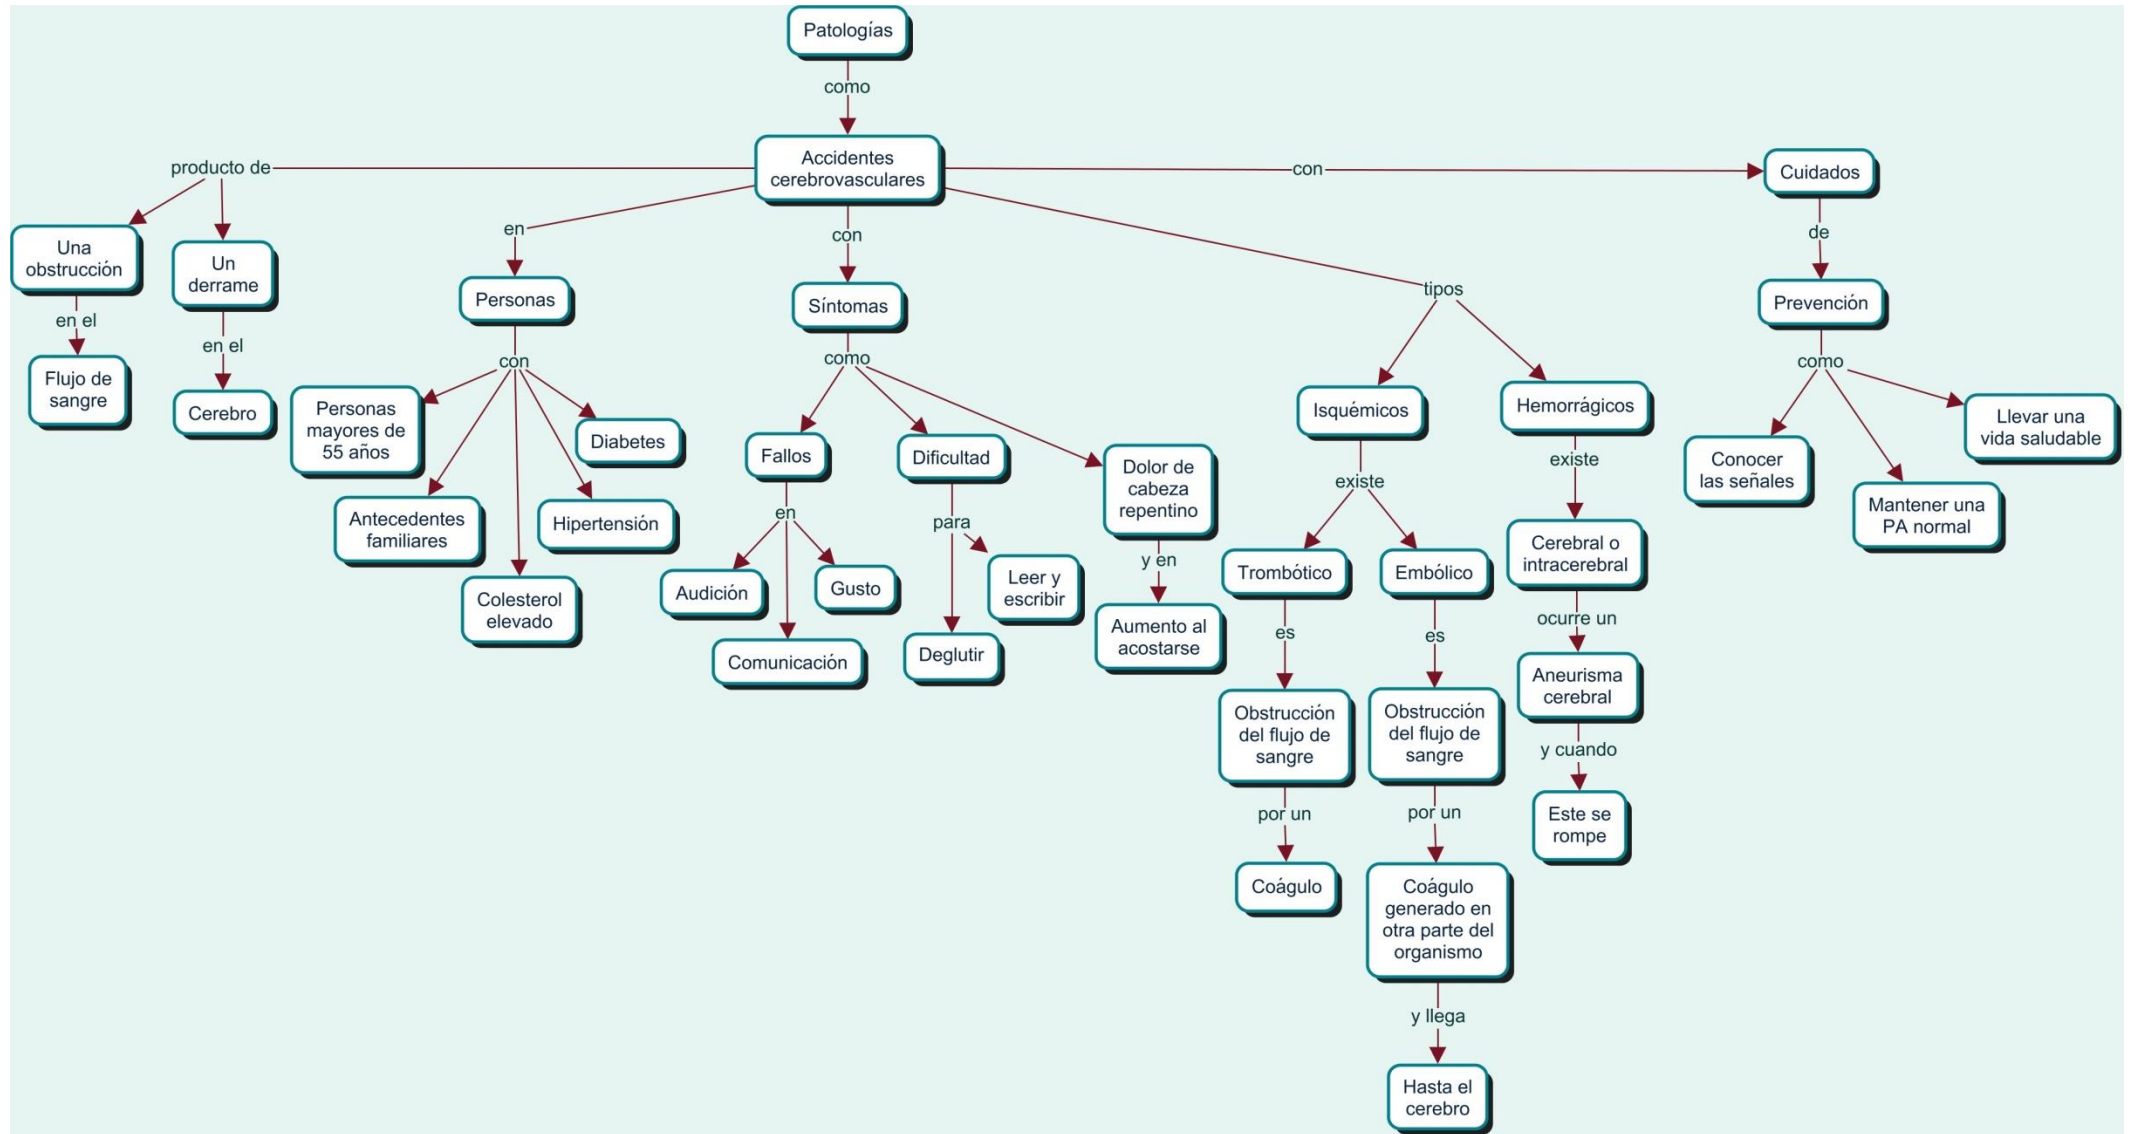 Patologías
como
Accidentes
cerebrovasculares
producto de
Una
obstrucción
en el
Flujo de
sangre
Un
derrame
en el
Cerebro
en
Personas
con
Personas
mayores de
55 años
Antecedentes
familiares
Colesterol
elevado
Hipertensión
Diabetes
con
Síntomas
como
Fallos
en
Audición
Comunicación
Gusto
Dificultad
para
Deglutir
Leer y
escribir
Dolor de
cabeza
repentino
y en
Aumento al
acostarse
tipos
Isquémicos
existe
Trombótico
es
Obstrucción
del flujo de
sangre
por un
Coágulo
Embólico
es
Obstrucción
del flujo de
sangre
por un
Coágulo
generado en
otra parte del
organismo
y llega
Hasta el
cerebro
Hemorrágicos
existe
Cerebral o
intracerebral
ocurre un
Aneurisma
cerebral
y cuando
Este se
rompe
con
Cuidados
de
Prevención
como
Conocer
las señales
Mantener una
PA normal
Llevar una
vida saludable